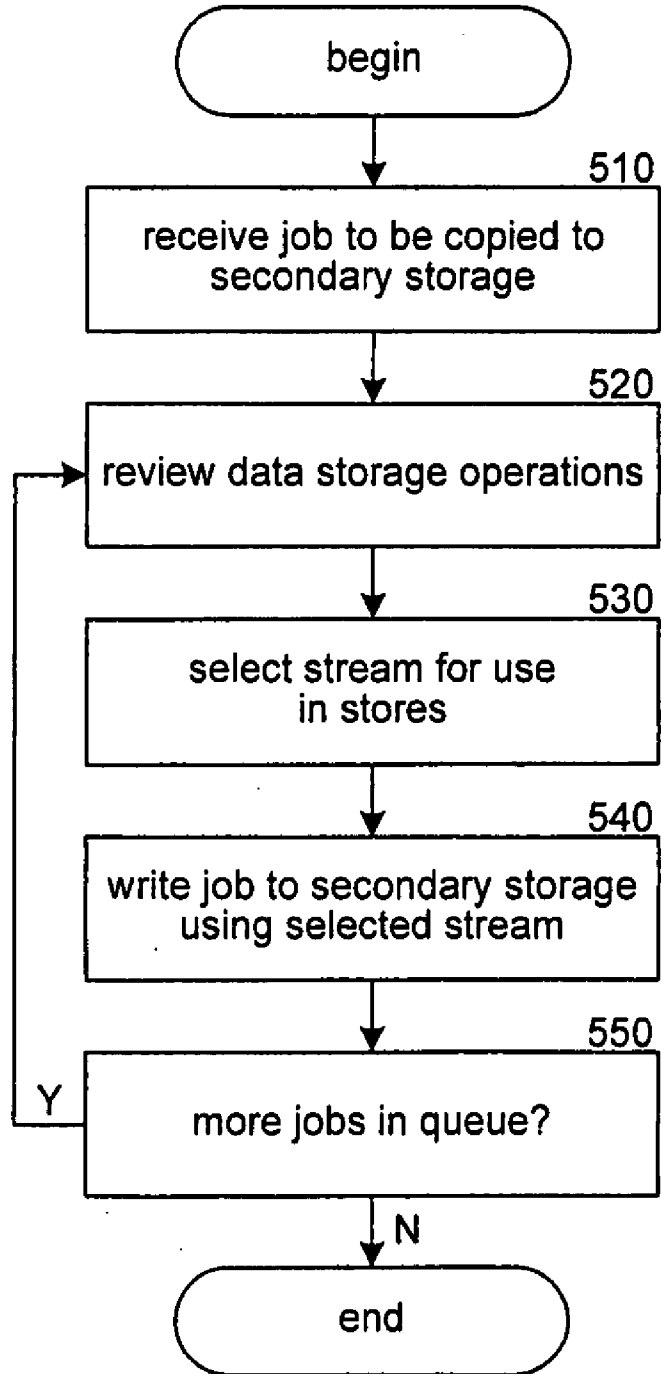 begin
510
receive job to be copied to
secondary storage
520
review data storage operations
530
select stream for use
in stores
540
write job to secondary storage
using selected stream
550
more jobs in queue?
Y
N
end